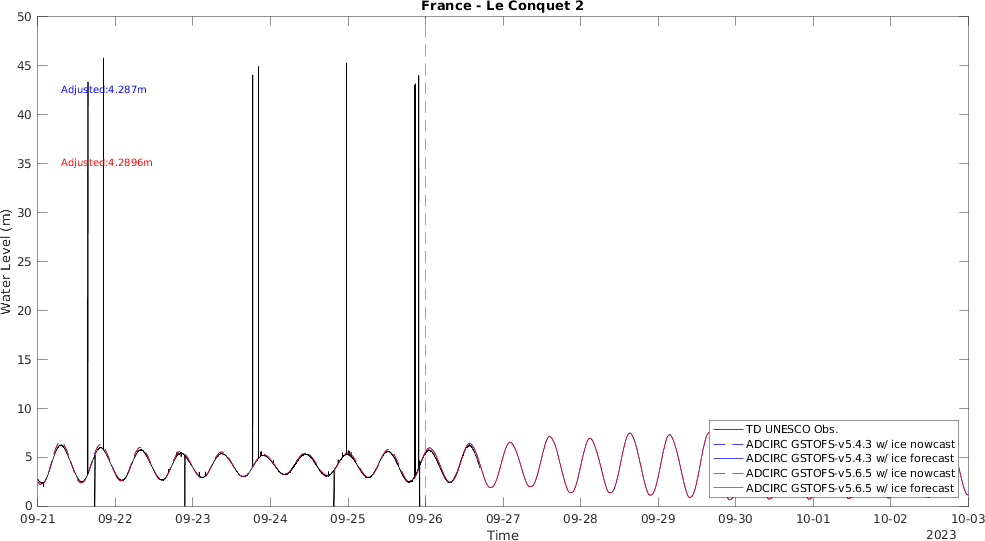 France - Le Conquet 2
50
45
40
35
30
25
20
15
10
5
0
Water Level (m)
Adjusted:4.287m
Adjusted:4.2896m
TD UNESCO Obs.
ADCIRC GSTOFS-v5.4.3 w/ ice nowcast
ADCIRC GSTOFS-v5.4.3 w/ ice forecast
ADCIRC GSTOFS-v5.6.5 w/ ice nowcast
ADCIRC GSTOFS-v5.6.5 w/ ice forecast
09-21 09-22 09-23 09-24 09-25 09-26 09-27 09-28 09-29 09-30 10-01 10-02 10-03
Time
2023